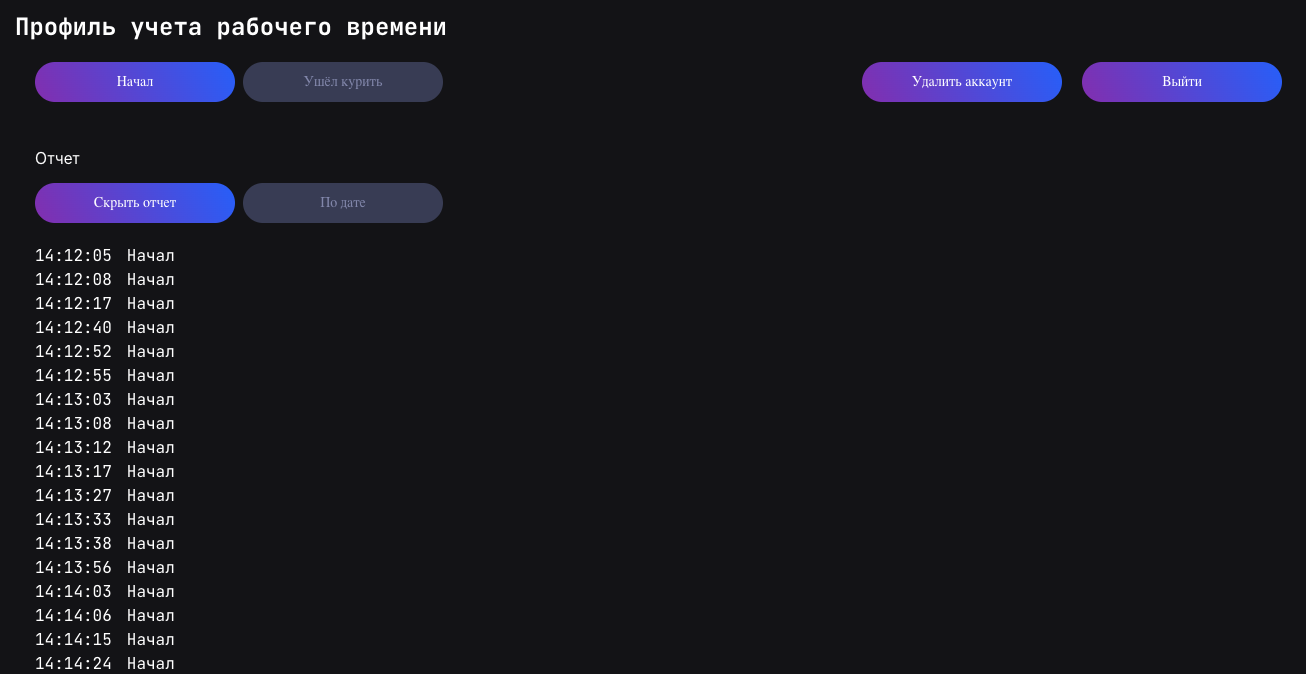 Профиль учета рабочего времени
Начал Ушёл курить Удалить аккаунт Выйти
Отчет
Скрыть отчет По дате
14:12:05 Начал
14:12:08 Начал
14:12:17 Начал
14:12:40 Начал
14:12:52 Начал
14:12:55 Начал
14:13:03 Начал
14:13:08 Начал
14:13:12 Начал
14:13:17 Начал
14:13:27 Начал
14:13:33 Начал
14:13:38 Начал
14:13:56 Начал
14:14:03 Начал
14:14:06 Начал
14:14:15 Начал
14:14:24 Начал